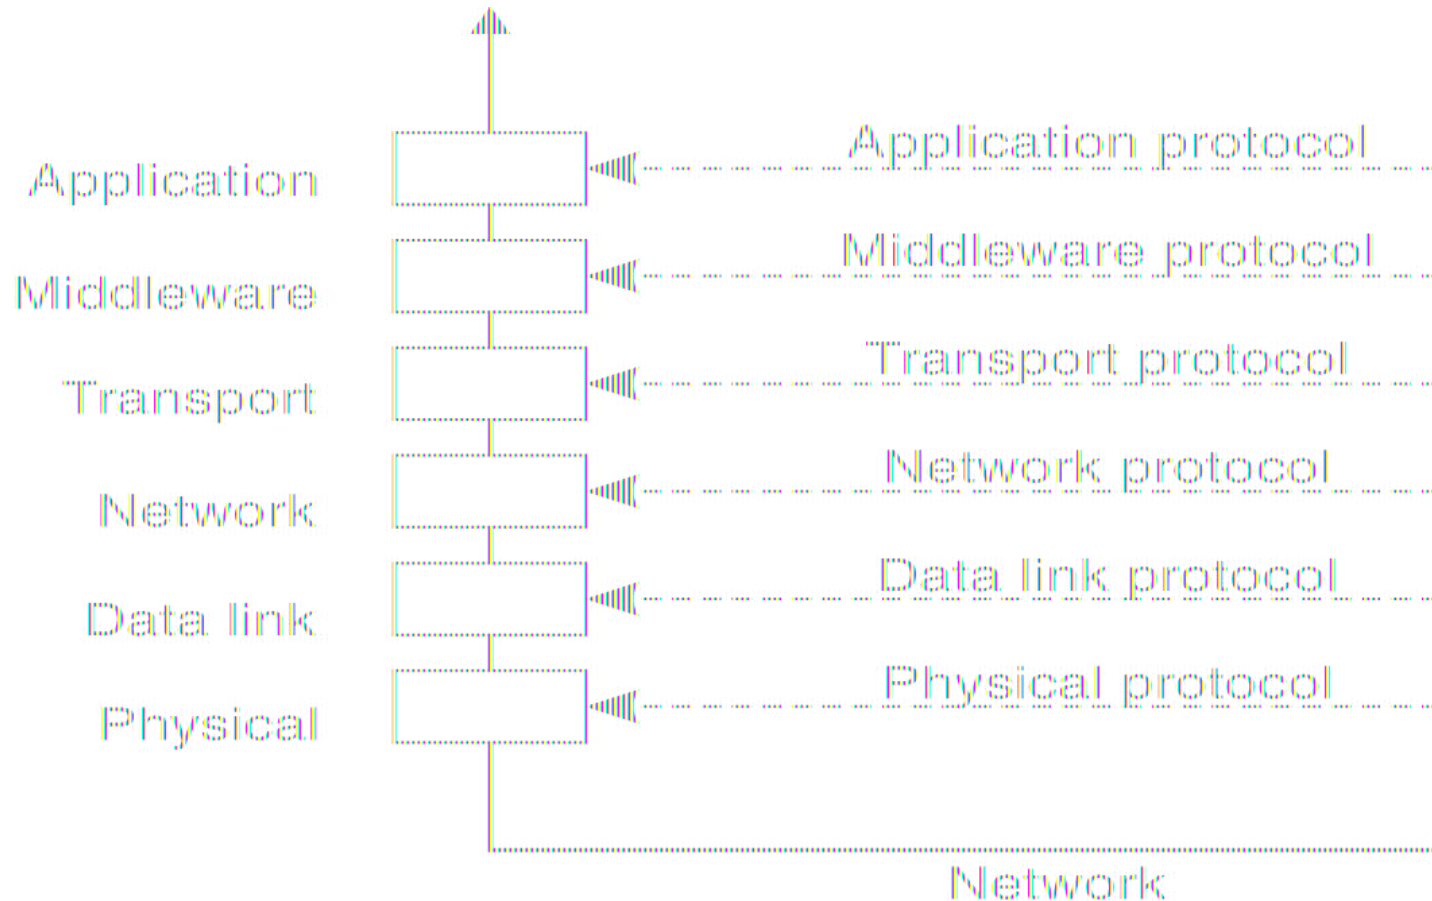 Application protocol
Application
Middleware protocol
Middleware
Transport protocol
Transport
Network protocol
Network
Data link protocol
Data link
Physical protocol
Physical
Network